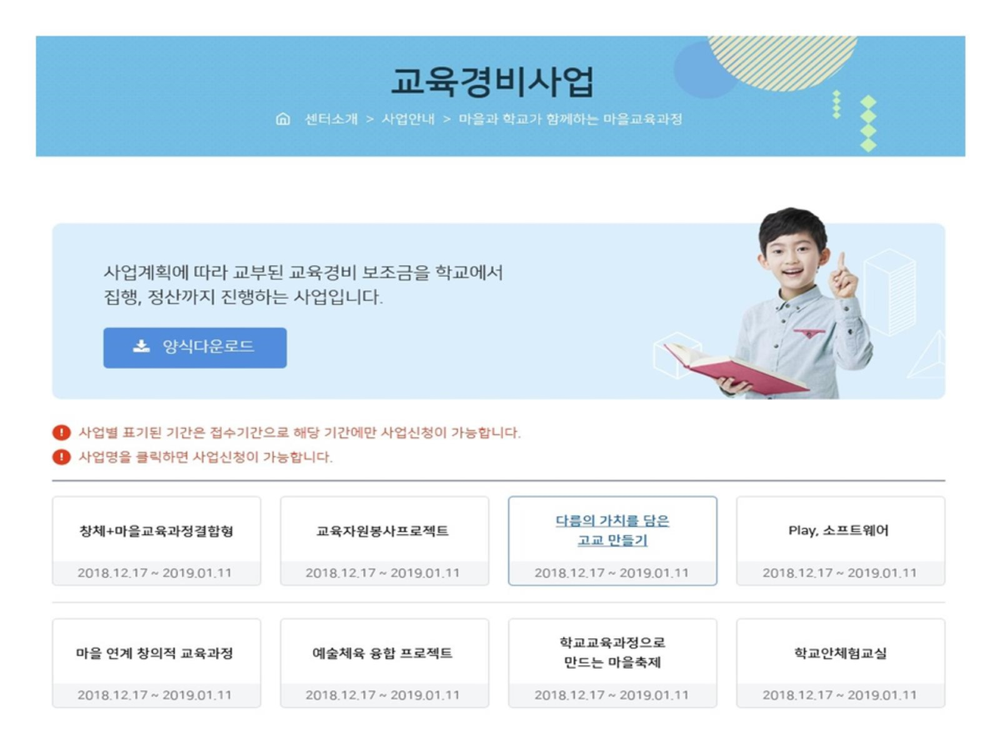 교육경비사업
센터소개 > 사업안내 > 마을과 학교가 함께하는 마을교육과정
사업계획에 따라 교부된 교육경비 보조금을 학교에서
집행, 정산까지 진행하는 사업입니다.
양식다운로드
사업별 표기된 기간은 접수기간으로 해당 기간에만 사업신청이 가능합니다.
사업명을 클릭하면 사업신청이 가능합니다.
창체+마을교육과정결합형
2018.12.17 ~ 2019.01.11
교육자원봉사프로젝트
2018.12.17 ~ 2019.01.11
다름의 가치를 담은
고교 만들기
2018.12.17 ~ 2019.01.11
Play, 소프트웨어
2018.12.17 ~ 2019.01.11
마을 연계 창의적 교육과정
2018.12.17 ~ 2019.01.11
예술체육 융합 프로젝트
2018.12.17 ~ 2019.01.11
학교교육과정으로
만드는 마을축제
2018.12.17 ~ 2019.01.11
학교안체험교실
2018.12.17 ~ 2019.01.11